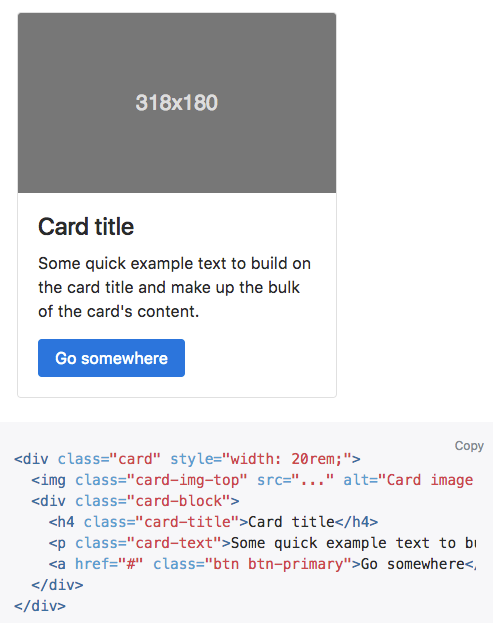 318x180
Card title
Some quick example text to build on
the card title and make up the bulk
of the card's content.
Go somewhere
Copy
<div class="card" style="width: 20rem;">
  <img class="card-img-top" src="..." alt="Card image
  <div class="card-block">
    <h4 class="card-title">Card title</h4>
    <p class="card-text">Some quick example text to
    <a href="#" class="btn btn-primary">Go somewhere<
  </div>
</div>